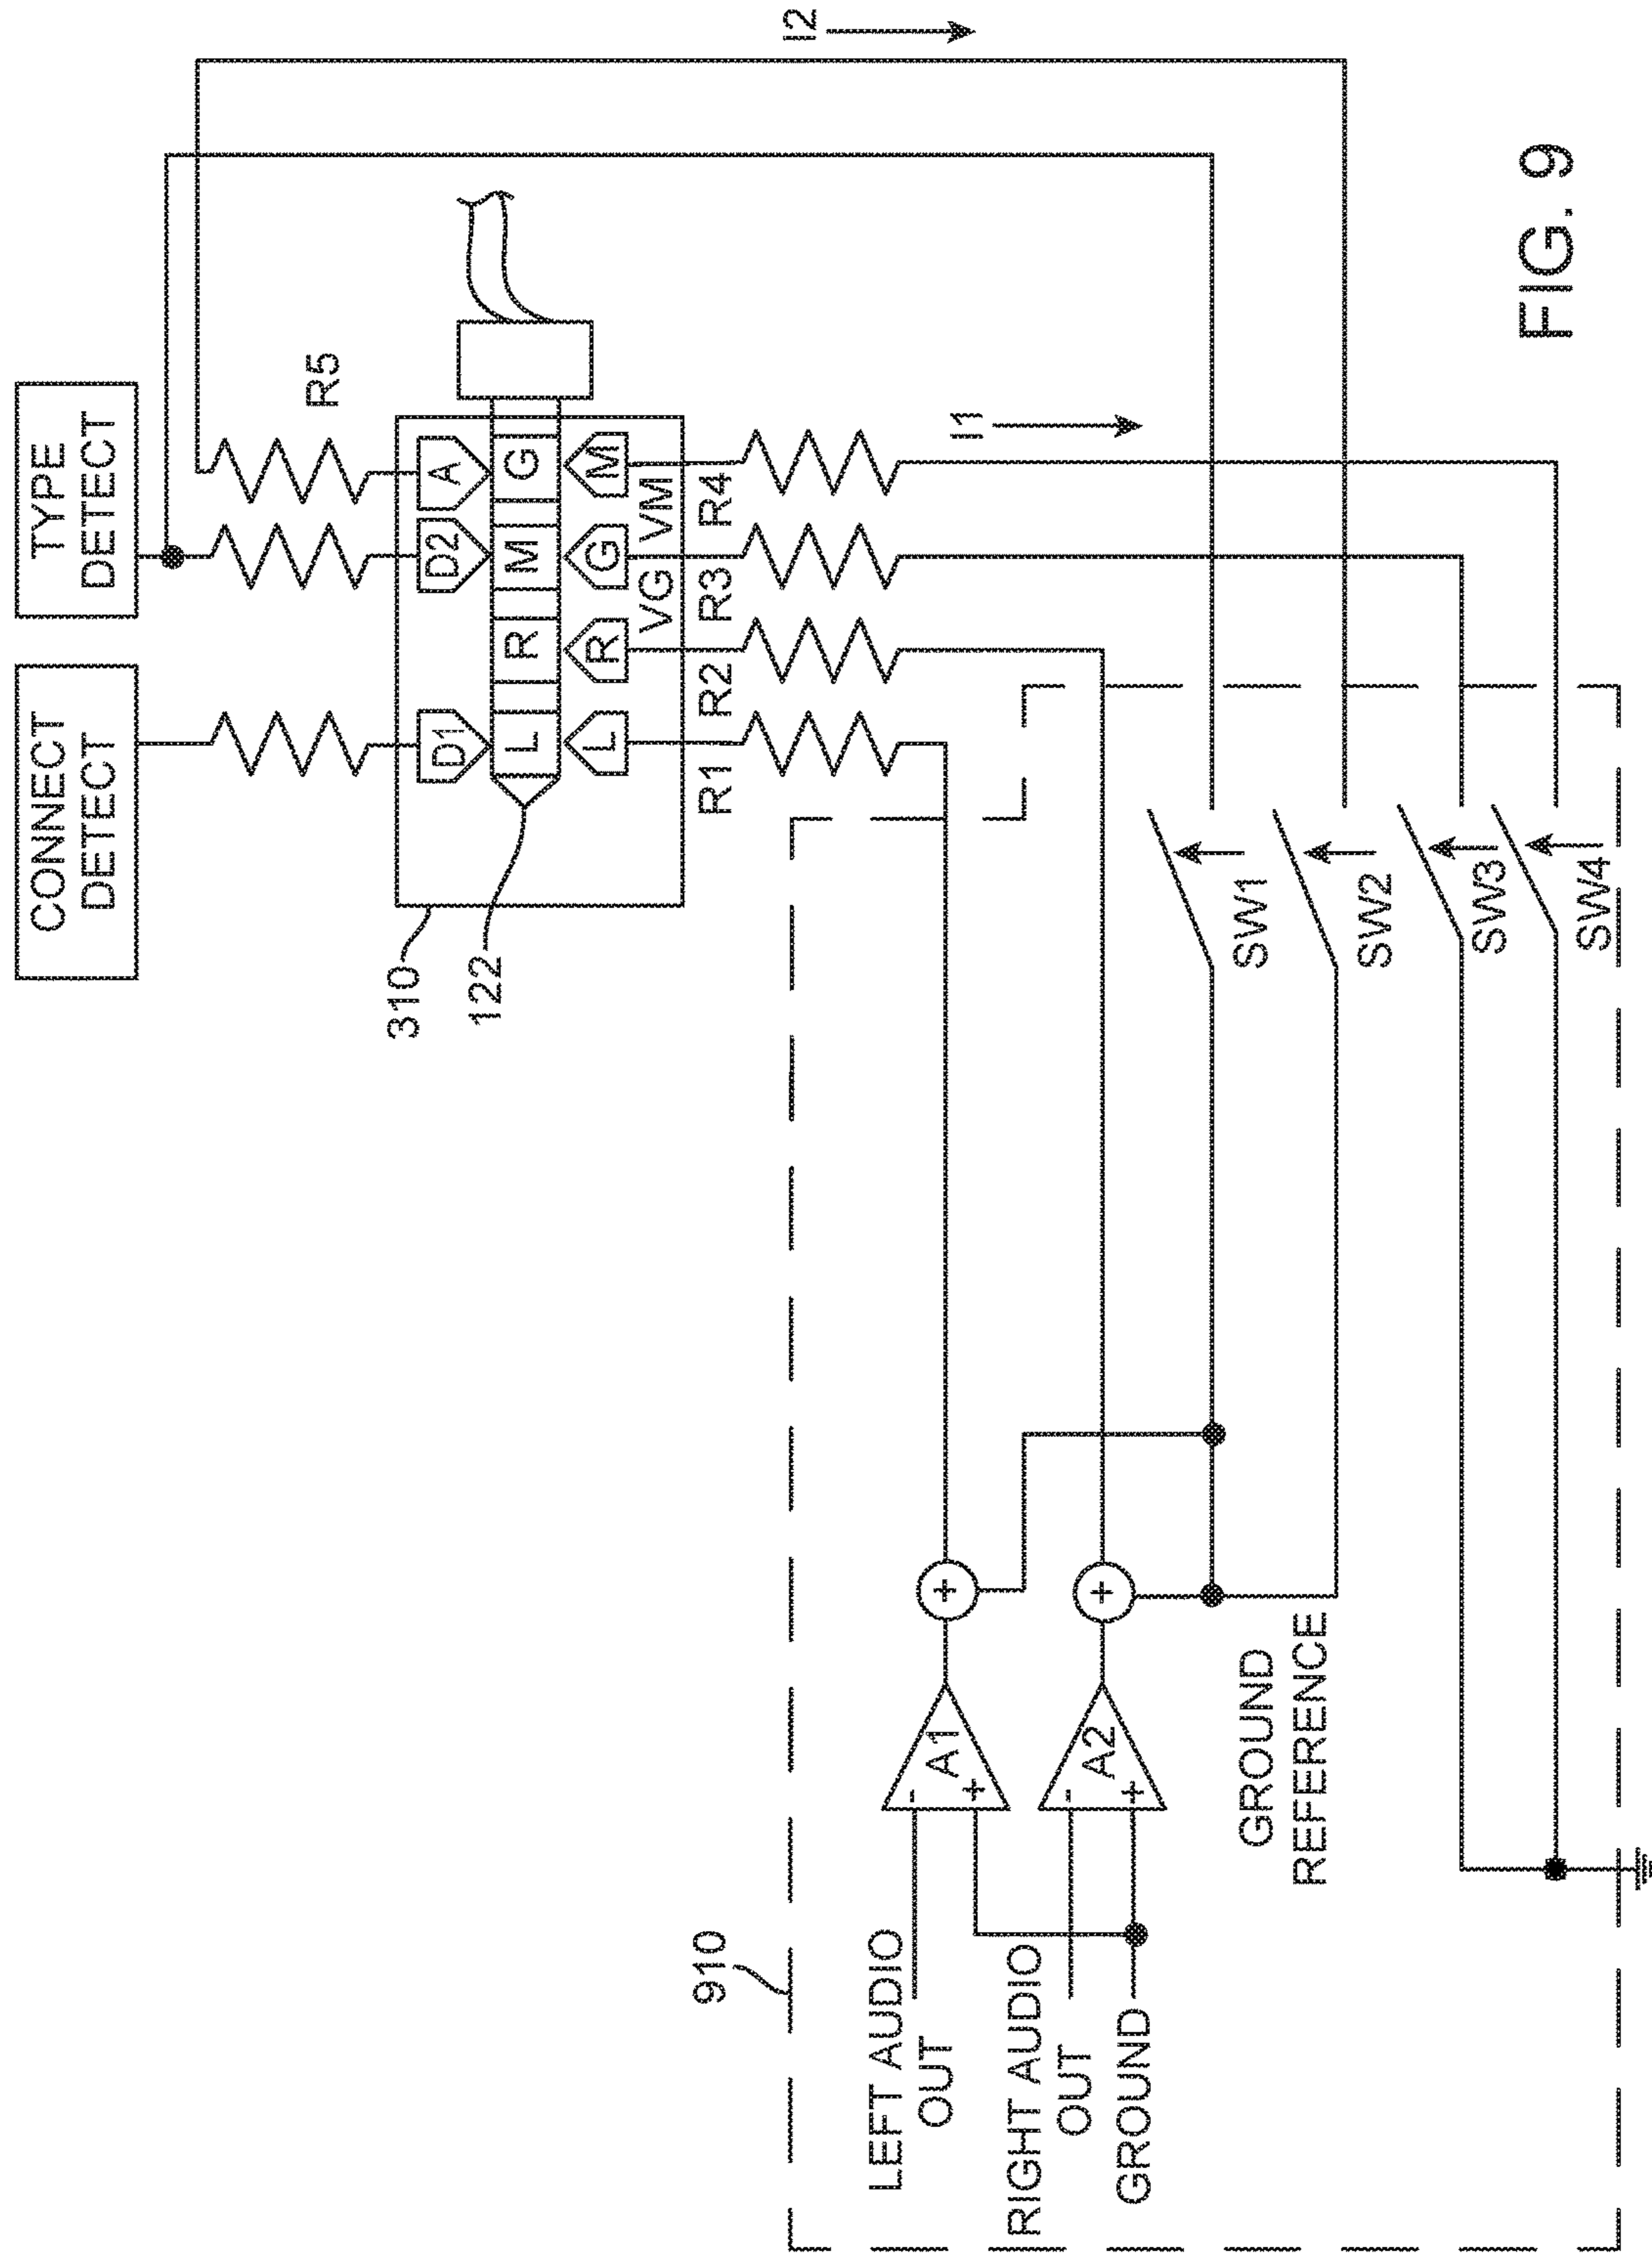 CONNECT
DETECT
TYPE
DETECT
R5
I2
310
122
D1
D2
A
L
R
M
G
L
R
G
M
VG
VM
R1
R2
R3
R4
I1
910
LEFT AUDIO
OUT
RIGHT AUDIO
OUT
GROUND
-
+
A1
-
+
A2
+
+
GROUND
REFERENCE
SW1
SW2
SW3
SW4
FIG. 9